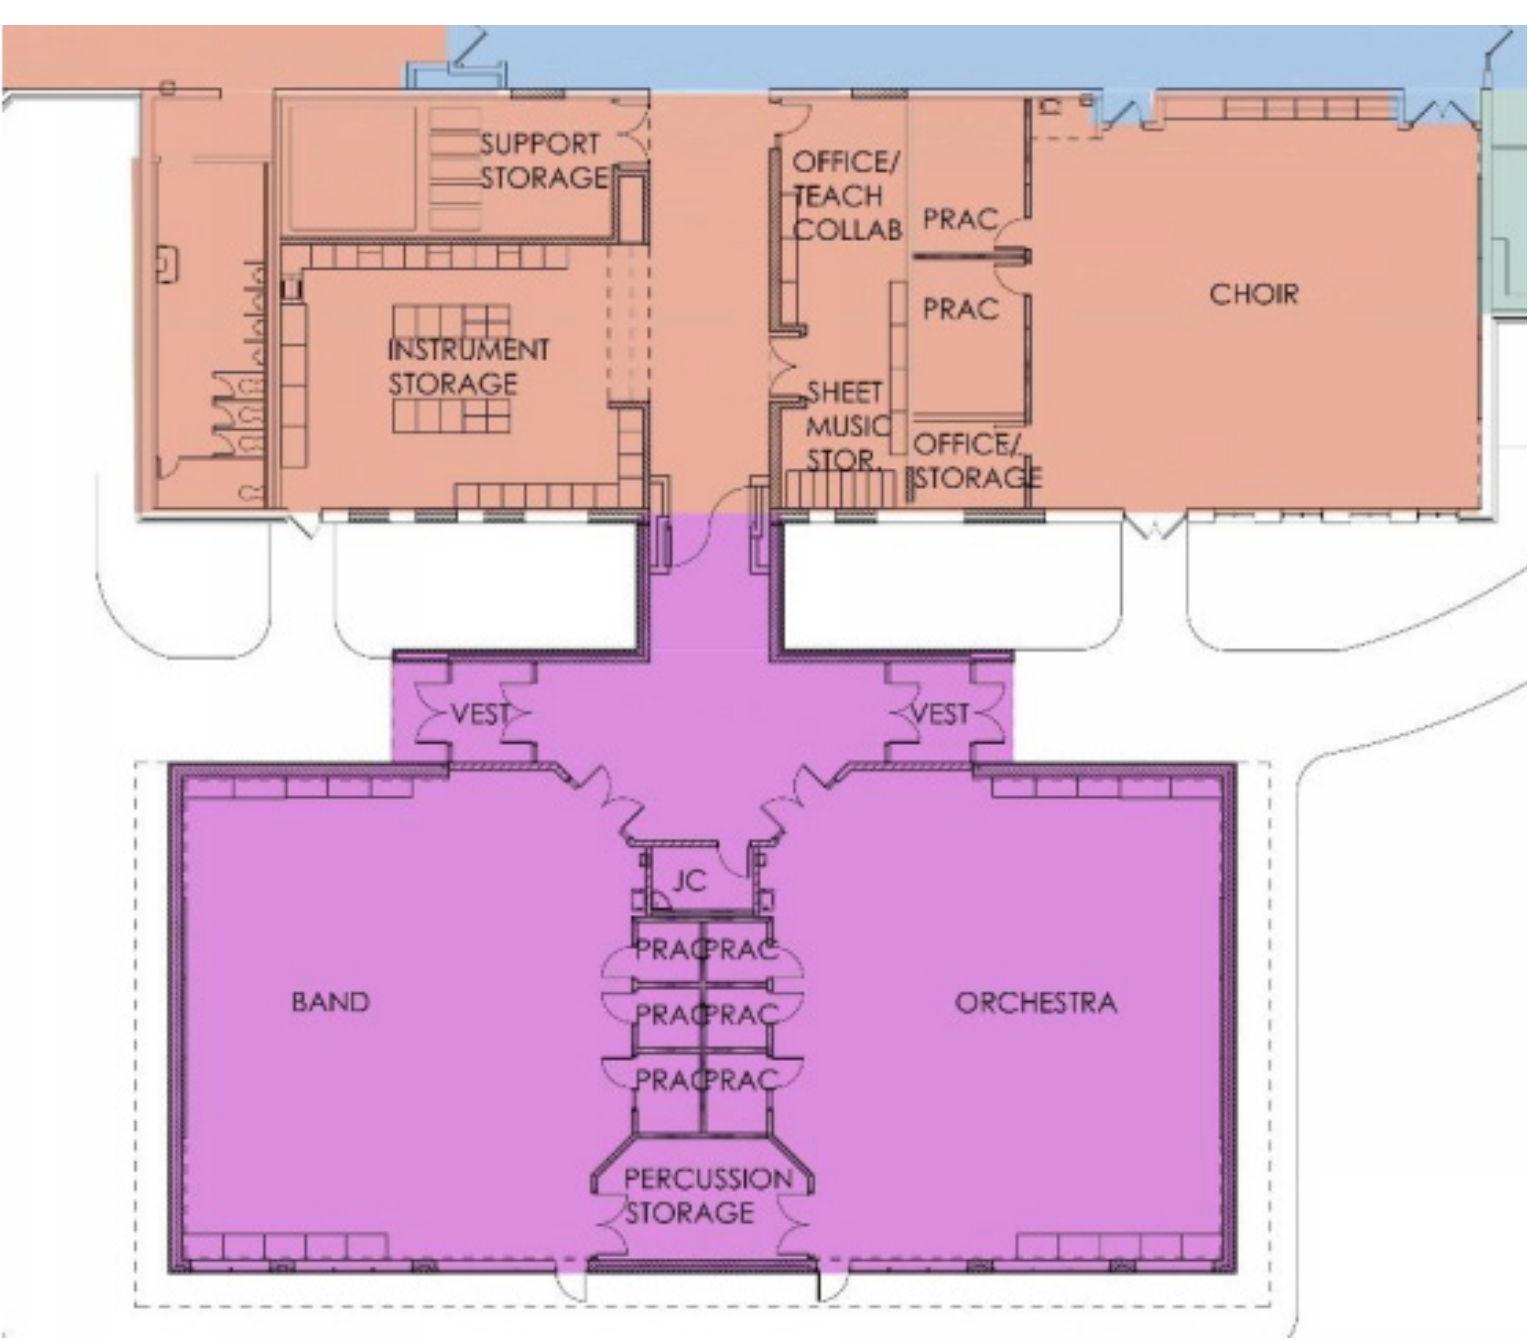 SUPPORT
STORAGE
OFFICE/
TEACH
COLLAB
PRAC
PRAC
CHOIR
INSTRUMENT
STORAGE
SHEET
MUSIC
STOR.
OFFICE/
STORAGE
VEST
VEST
JC
PRAC
PRAC
PRAC
PRAC
PRAC
PRAC
BAND
ORCHESTRA
PERCUSSION
STORAGE